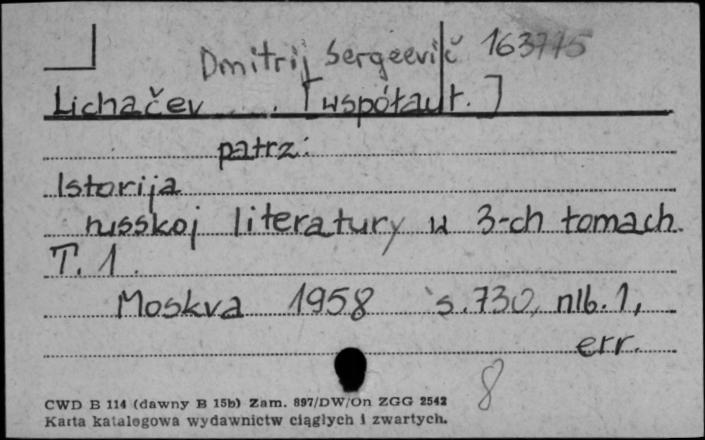 Dmitrij Sergeevič 163775
Lichačev ... [współaut.]
patrz:
Istorija
russkoj literatury w 3-ch tomach.
T. 1.
Moskva 1958 s. 730, nlb. 1,
err.
8
CWD B 114 (dawny B 15b) Zam. 897/DW/On ZGG 2542
Karta katalogowa wydawnictw ciągłych i zwartych.